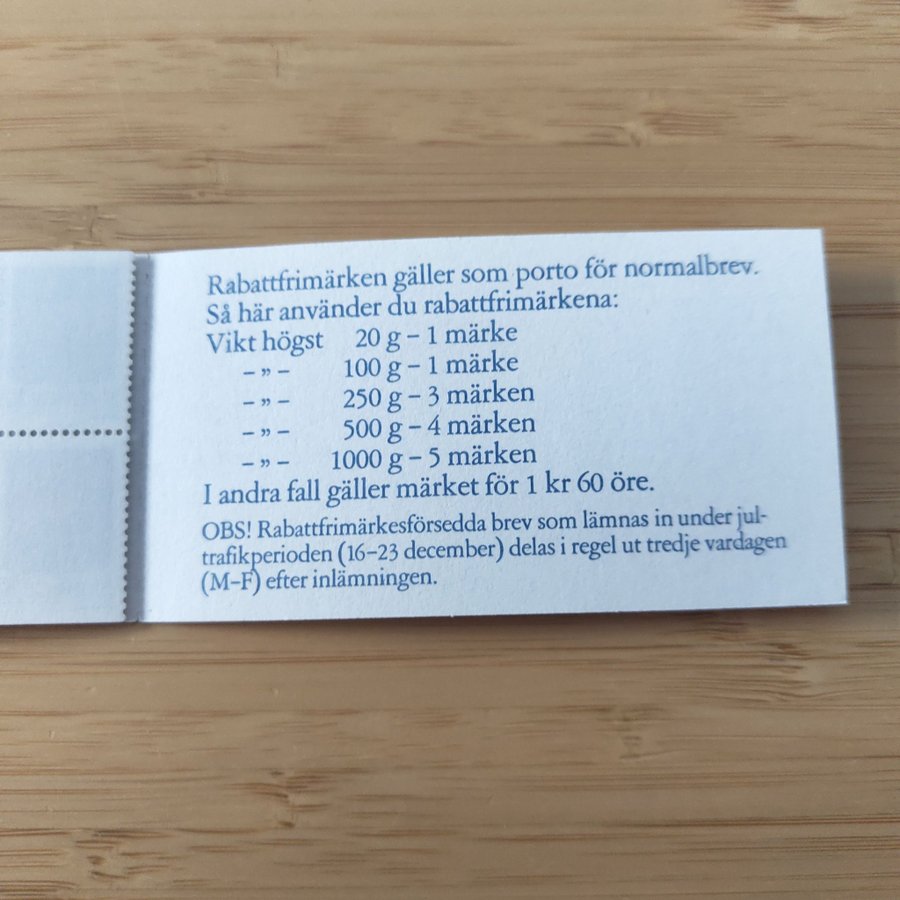 Rabattfrimärken gäller som porto för normalbrev.
Så här använder du rabattfrimärkena:
Vikt högst 20 g – 1 märke
– ” – 100 g – 1 märke
– ” – 250 g – 3 märken
– ” – 500 g – 4 märken
– ” – 1000 g – 5 märken
I andra fall gäller märket för 1 kr 60 öre.
OBS! Rabattfrimärkesförsedda brev som lämnas in under jul-
trafikperioden (16–23 december) delas i regel ut tredje vardagen
(M–F) efter inlämningen.